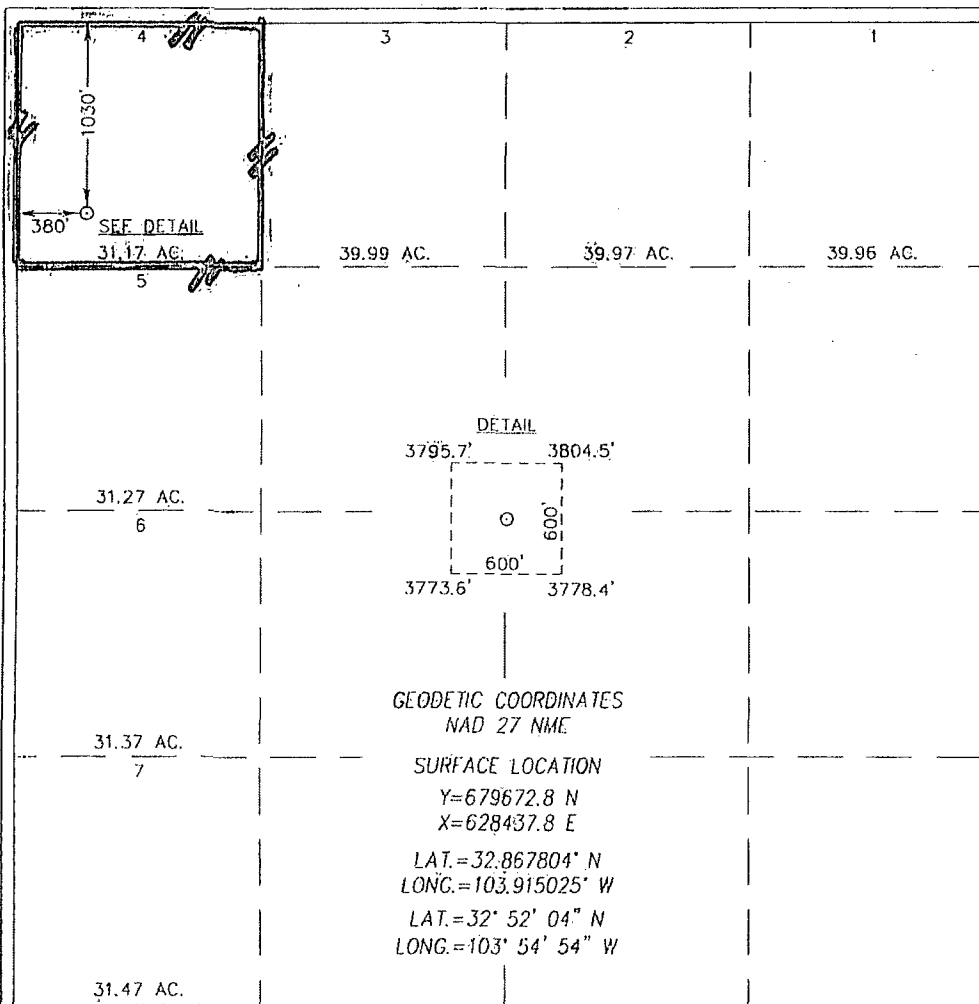 4 3 2 1
1030'
380'
SEE DETAIL
31.17 AC. 39.99 AC. 39.97 AC. 39.96 AC.
5
DETAIL
3795.7' 3804.5'
600'
600'
3773.6' 3778.4'
31.27 AC.
6
GEODETIC COORDINATES
NAD 27 NME
31.37 AC.
7
SURFACE LOCATION
Y=679672.8 N
X=628437.8 E
LAT.=32.867804° N
LONG.=103.915025° W
LAT.=32° 52' 04" N
LONG.=103° 54' 54" W
31.47 AC.